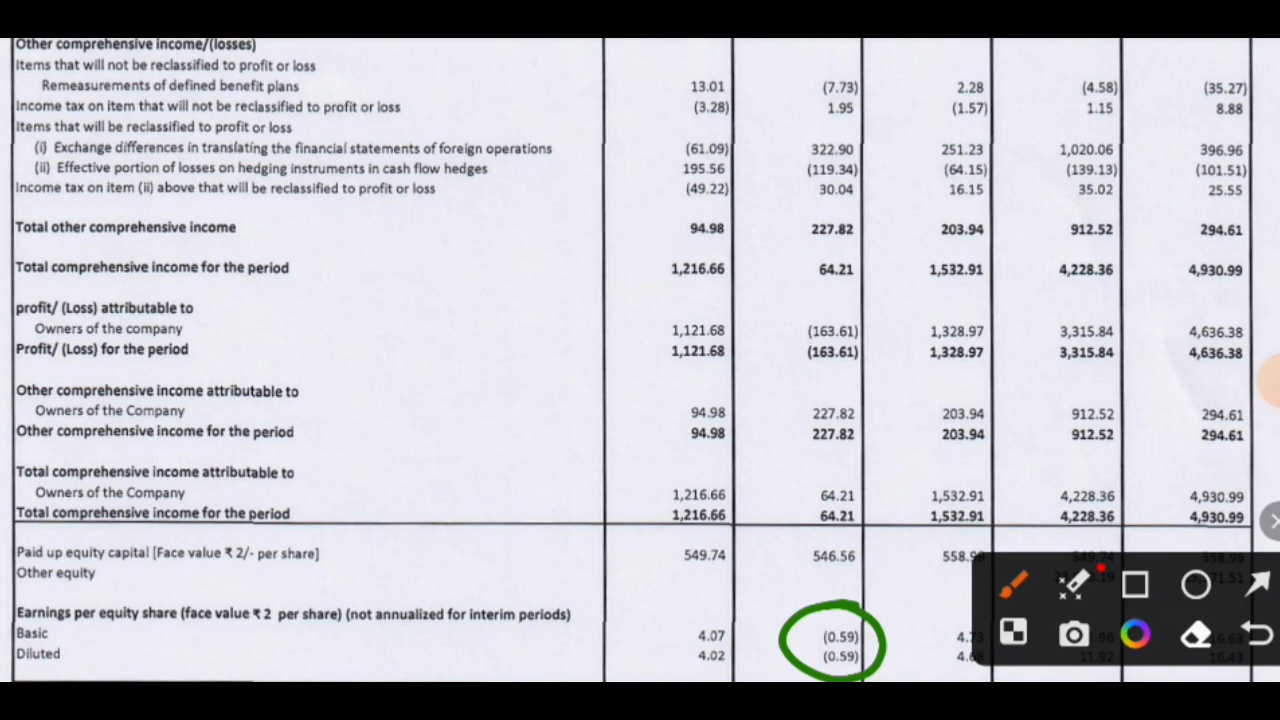 Other comprehensive income/(losses)
Items that will not be reclassified to profit or loss
Remeasurements of defined benefit plans 13.01 (7.73) 2.28 (4.58) (35.27)
Income tax on item that will not be reclassified to profit or loss (3.28) 1.95 (1.57) 1.15 8.88
Items that will be reclassified to profit or loss
(i) Exchange differences in translating the financial statements of foreign operations (61.09) 322.90 251.23 1,020.06 396.96
(ii) Effective portion of losses on hedging instruments in cash flow hedges 195.56 (119.34) (64.15) (139.13) (101.51)
Income tax on item (ii) above that will be reclassified to profit or loss (49.22) 30.04 16.15 35.02 25.55
Total other comprehensive income 94.98 227.82 203.94 912.52 294.61
Total comprehensive income for the period 1,216.66 64.21 1,532.91 4,228.36 4,930.99
profit/ (Loss) attributable to
Owners of the company 1,121.68 (163.61) 1,328.97 3,315.84 4,636.38
Profit/ (Loss) for the period 1,121.68 (163.61) 1,328.97 3,315.84 4,636.38
Other comprehensive income attributable to
Owners of the Company 94.98 227.82 203.94 912.52 294.61
Other comprehensive income for the period 94.98 227.82 203.94 912.52 294.61
Total comprehensive income attributable to
Owners of the Company 1,216.66 64.21 1,532.91 4,228.36 4,930.99
Total comprehensive income for the period 1,216.66 64.21 1,532.91 4,228.36 4,930.99
Paid up equity capital [Face value ₹ 2/- per share] 549.74 546.56 558.99 549.74 558.99
Other equity
Earnings per equity share (face value ₹ 2 per share) (not annualized for interim periods)
Basic 4.07 (0.59) 4.73
Diluted 4.02 (0.59) 4.68 11.92 16.43